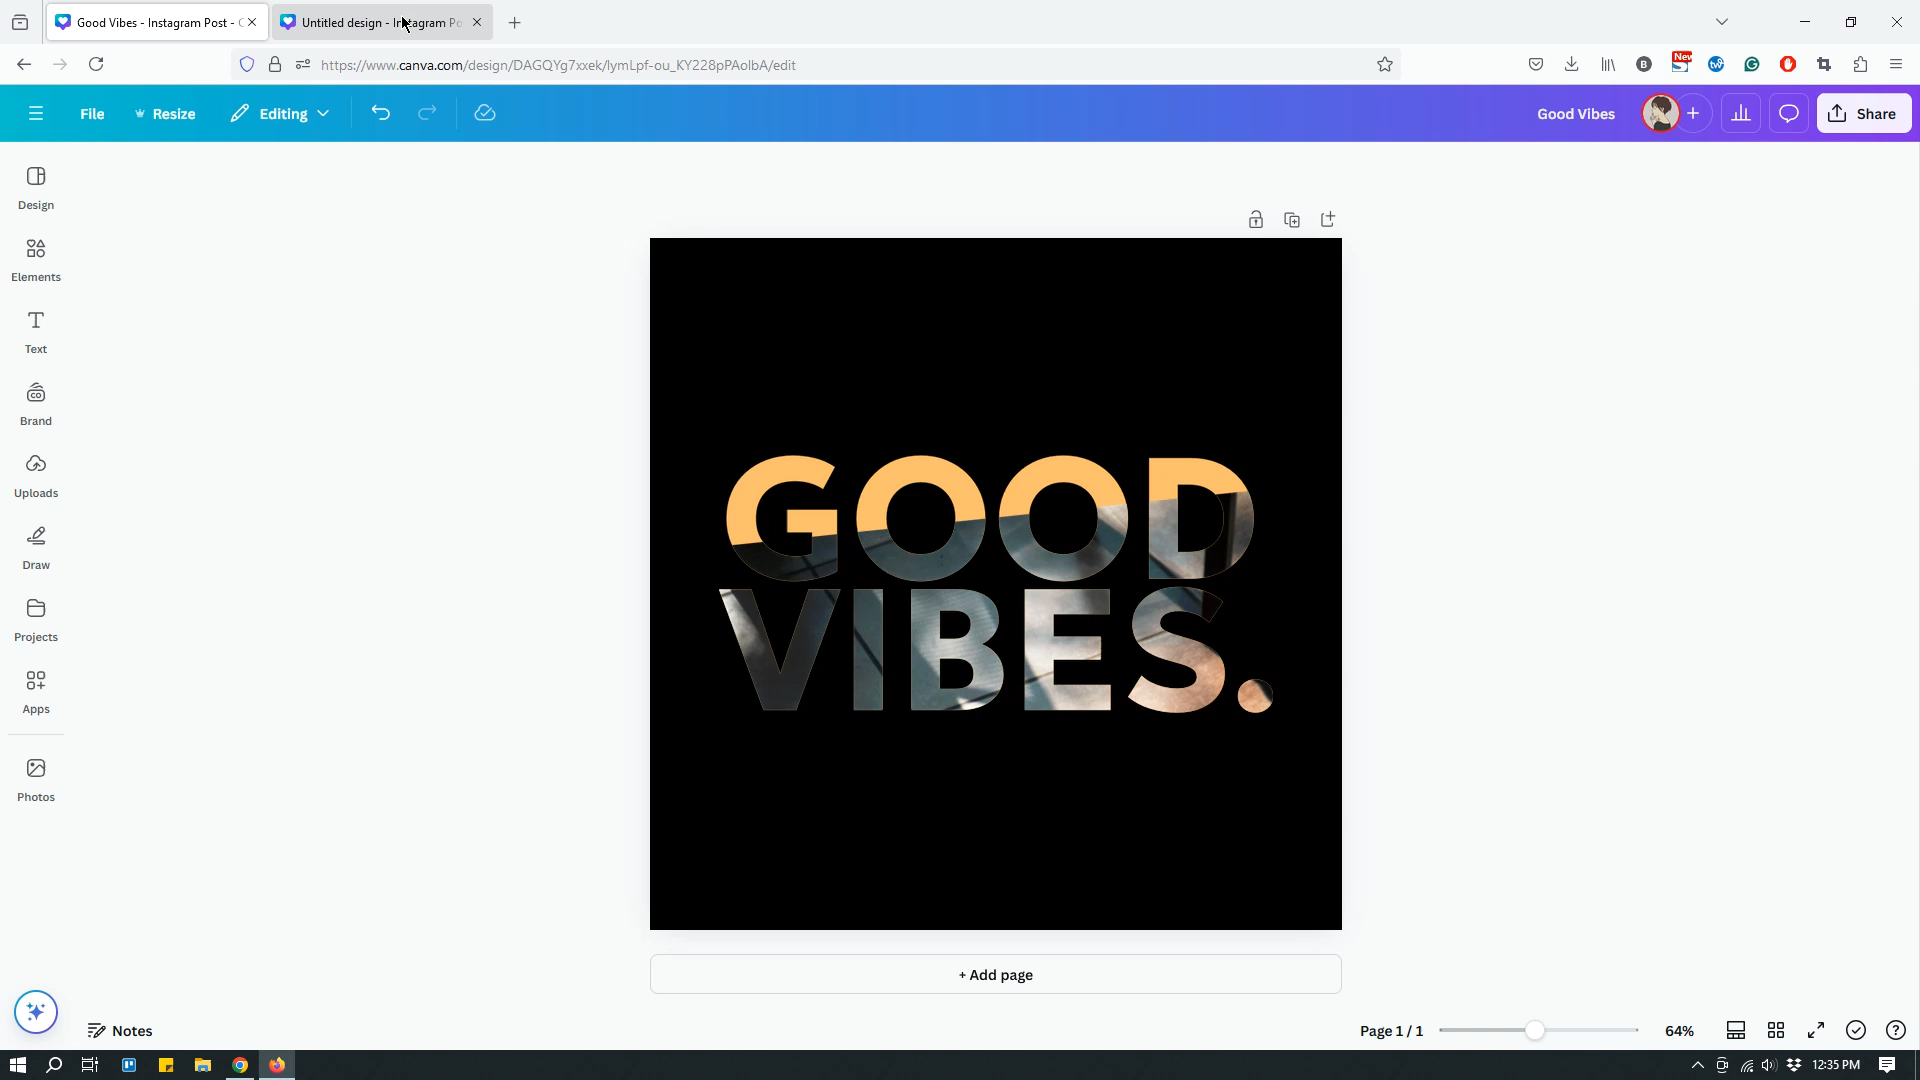 Good Vibes - Instagram Post - C
Untitled design - Instagram Po
https://www.canva.com/design/DAGQYg7xxek/lymLpf-ou_KY228pPAolbA/edit
New
File
Resize
Editing
Good Vibes
Share
Design
Elements
Text
Brand
Uploads
Draw
Projects
Apps
Photos
GOOD
VIBES.
+ Add page
Notes
Page 1 / 1
64%
12:35 PM